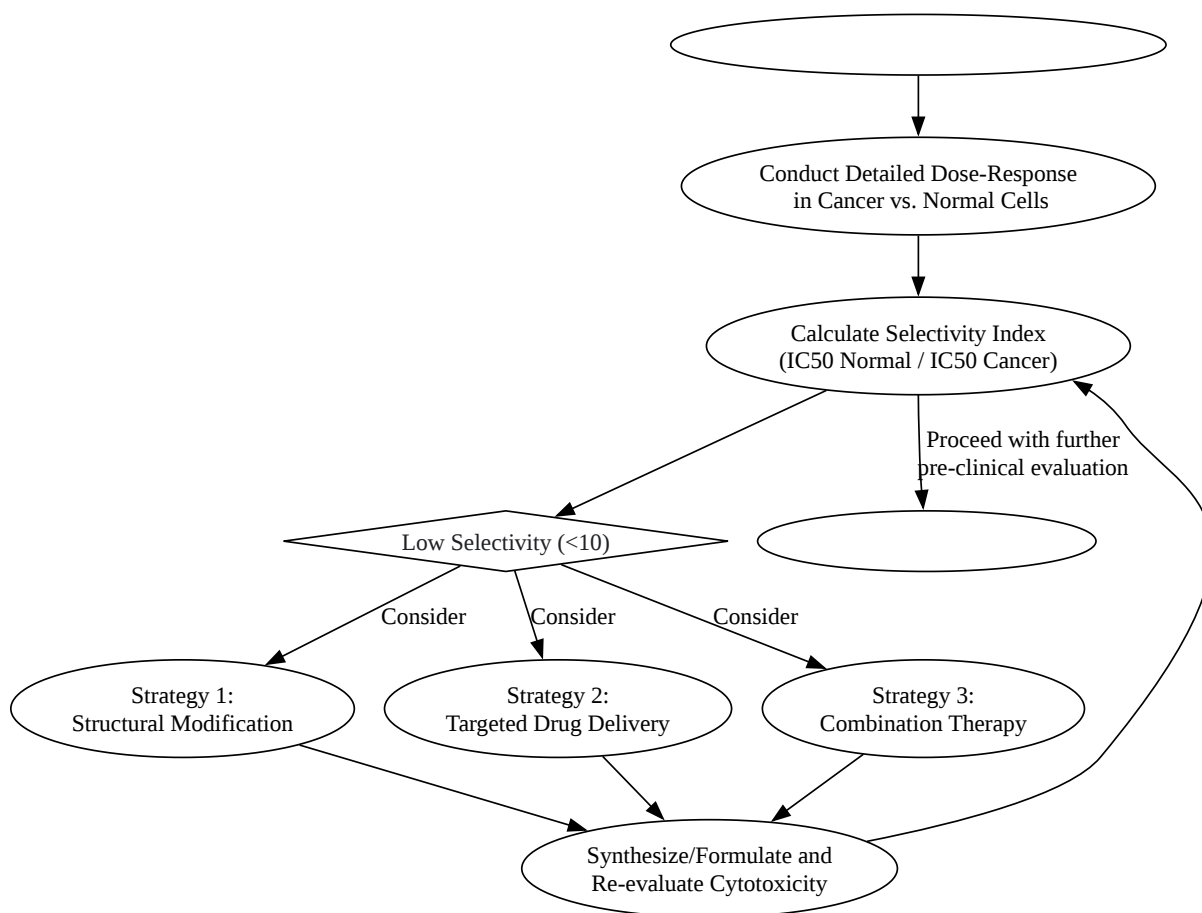 Conduct Detailed Dose-Response
in Cancer vs. Normal Cells
Calculate Selectivity Index
(IC50 Normal / IC50 Cancer)
Proceed with further
pre-clinical evaluation
Low Selectivity (<10)
Consider
Consider
Consider
Strategy 1:
Structural Modification
Strategy 2:
Targeted Drug Delivery
Strategy 3:
Combination Therapy
Synthesize/Formulate and
Re-evaluate Cytotoxicity